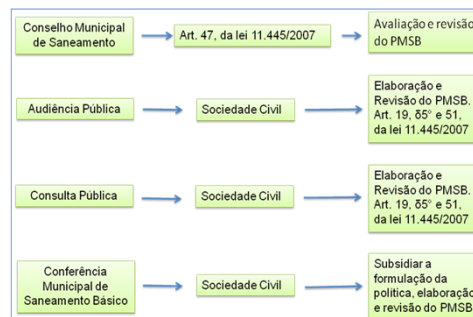 Conselho Municipal
de Saneamento
Art. 47, da lei 11.445/2007
Avaliação e revisão
do PMSB
Audiência Pública
Sociedade Civil
Elaboração e
Revisão do PMSB.
Art. 19, δ5° e 51,
da lei 11.445/2007
Consulta Pública
Sociedade Civil
Elaboração e
Revisão do PMSB.
Art. 19, δ5° e 51,
da lei 11.445/2007
Conferência
Municipal de
Saneamento Básico
Sociedade Civil
Subsidiar a
formulação da
política, elaboração
e revisão do PMSB